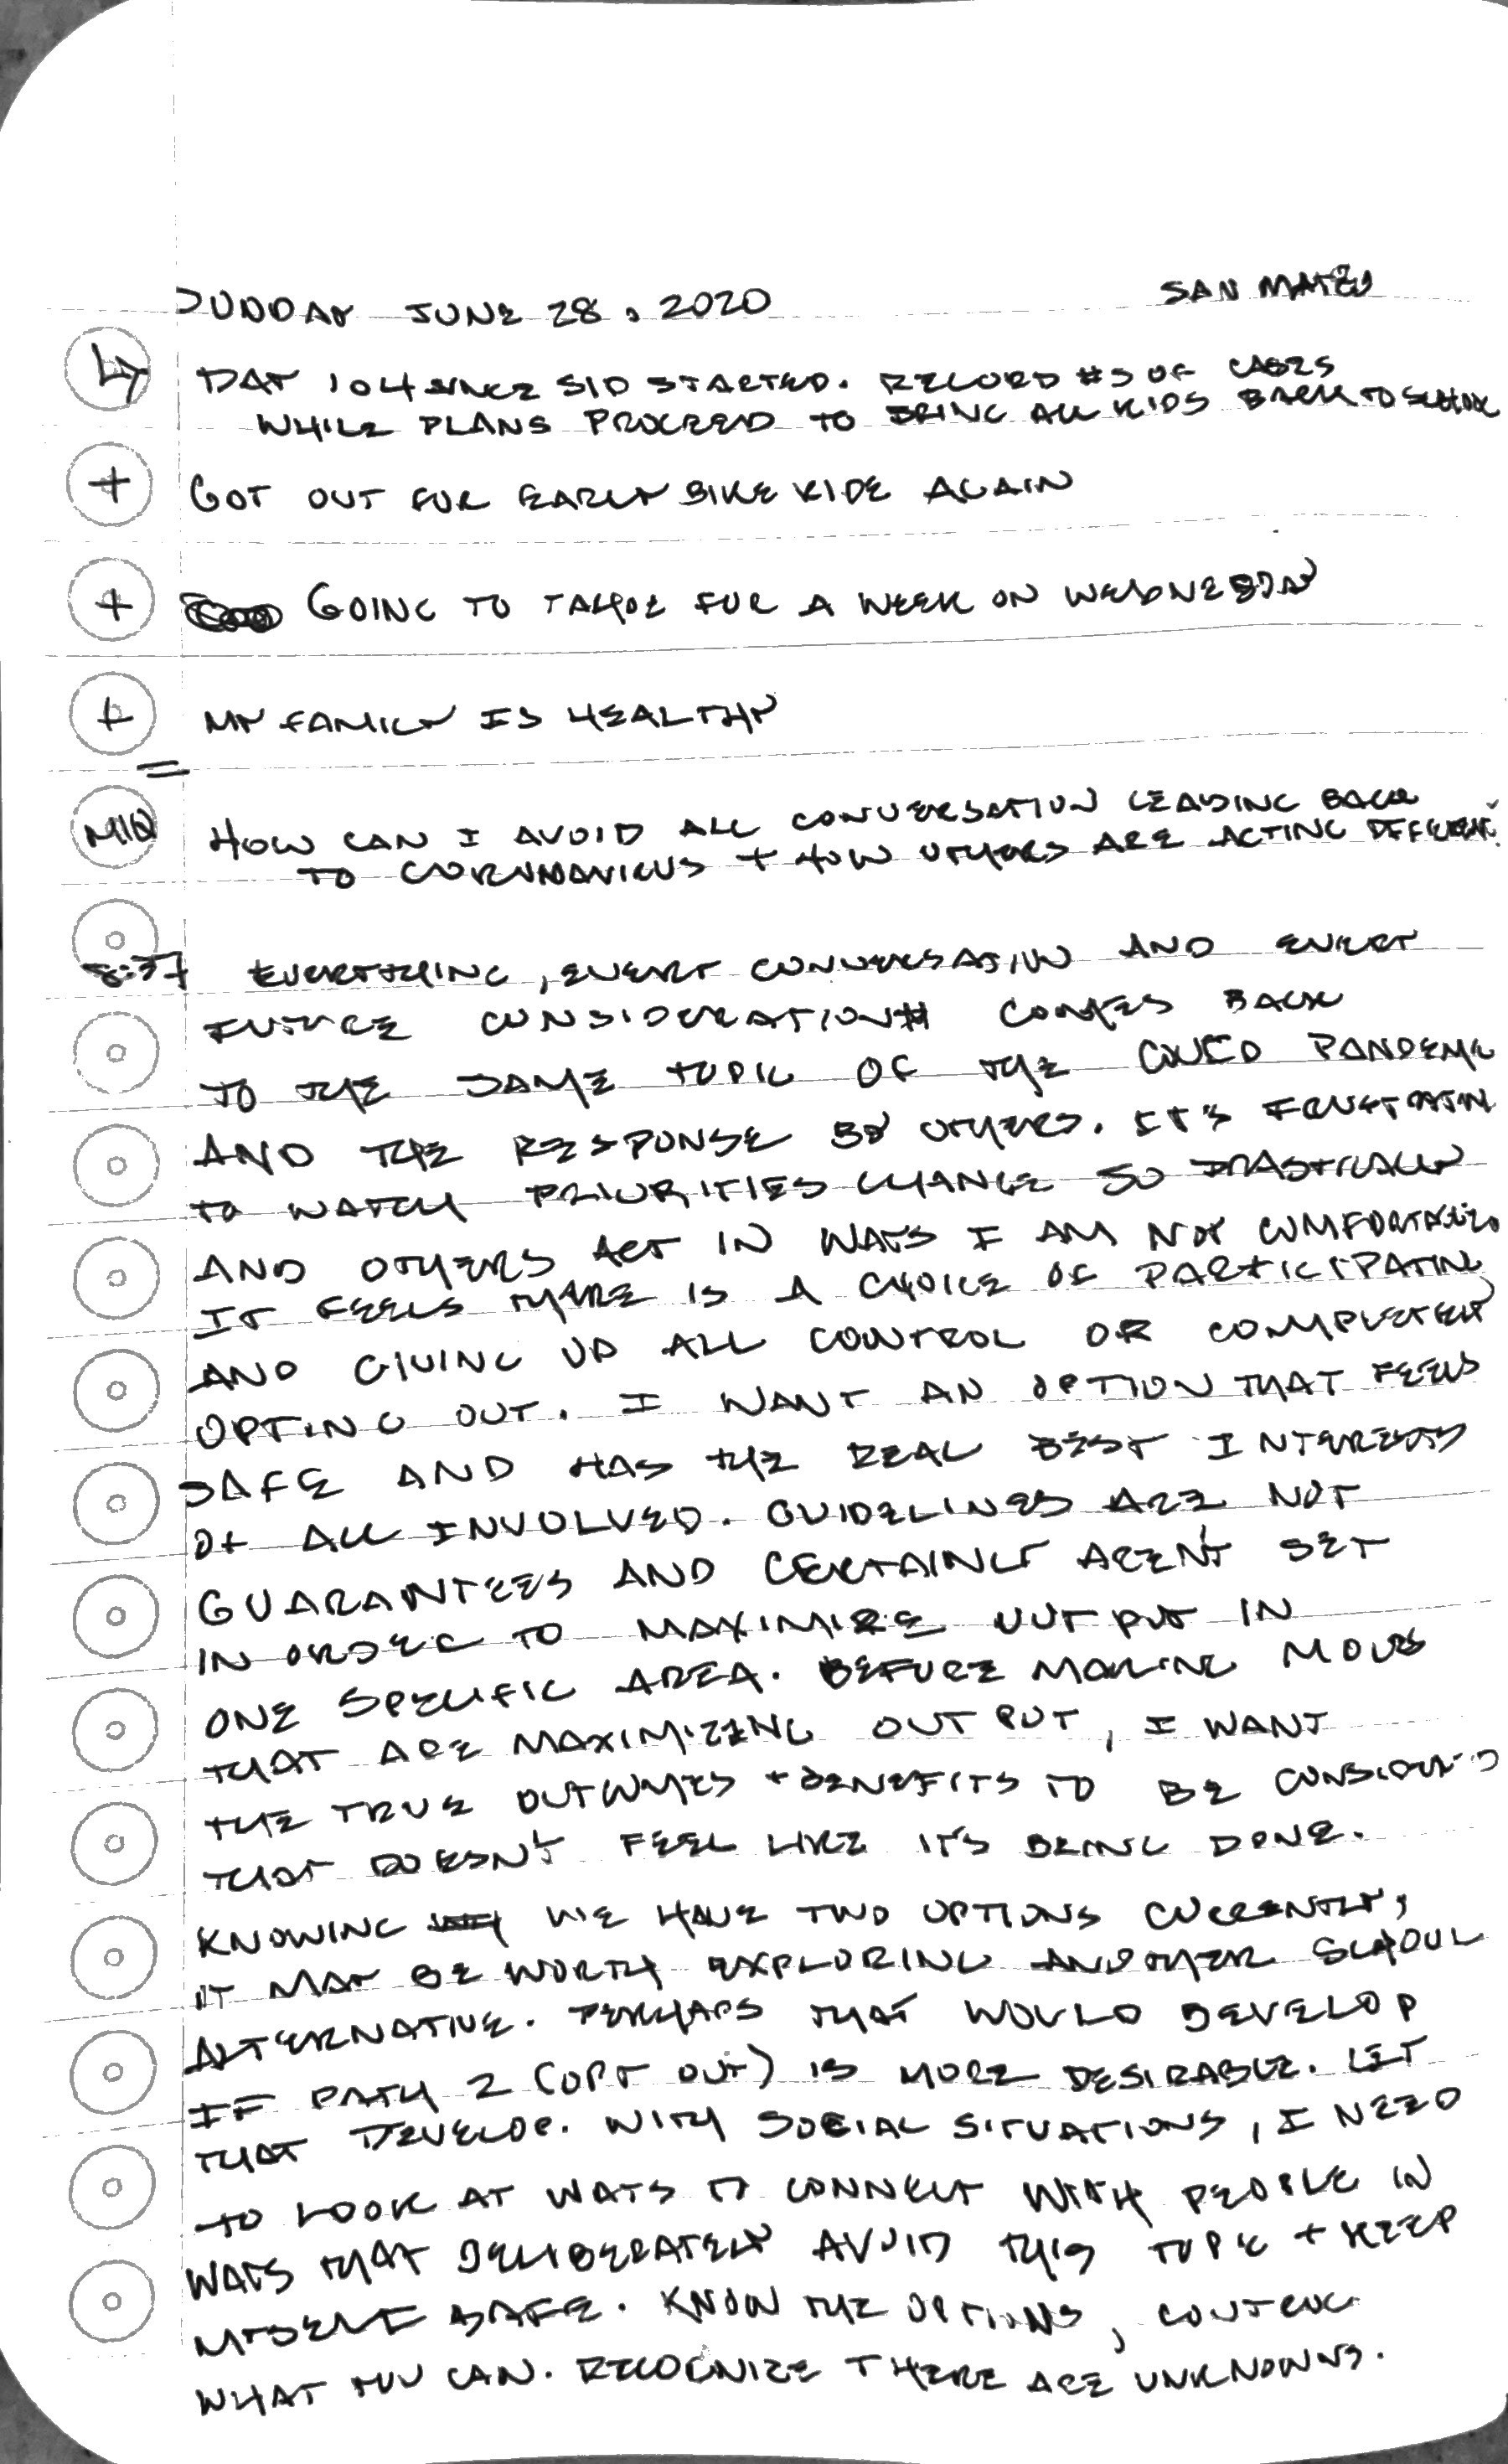 SUNDAY JUNE 28, 2020 SAN MATEO
DAY 104 SINCE SIP STARTED. RECORD #S OF CASES
WHILE PLANS PROCEED TO BRING ALL KIDS BACK TO SCHOOL
+ GOT OUT FOR EARLY BIKE RIDE AGAIN
+ GOING TO TAHOE FOR A WEEK ON WEDNESDAY
+ MY FAMILY IS HEALTHY
=
MIQ HOW CAN I AVOID ALL CONVERSATION LEADING BACK
TO CORONAVIRUS + HOW OTHERS ARE ACTING DIFFERENT.
8:37 EVERYTHING, EVERY CONVERSATION AND EVERY
FUTURE CONSIDERATION COMES BACK
TO THE SAME TOPIC OF THE COVID PANDEMIC
AND THE RESPONSE BY OTHERS. IT'S FRUSTRATING
TO WATCH PRIORITIES CHANGE SO DRASTICALLY
AND OTHERS ACT IN WAYS I AM NOT COMFORTABLE
IT FEELS THERE IS A CHOICE OF PARTICIPATING
AND GIVING UP ALL CONTROL OR COMPLETELY
OPTING OUT. I WANT AN OPTION THAT FEELS
SAFE AND HAS THE REAL BEST INTERESTS
OF ALL INVOLVED. GUIDELINES ARE NOT
GUARANTEES AND CERTAINLY AREN'T SET
IN ORDER TO MAXIMIZE OUTPUT IN
ONE SPECIFIC AREA. BEFORE MAKING MOVES
THAT ARE MAXIMIZING OUTPUT, I WANT
THE TRUE OUTCOMES + BENEFITS TO BE CONSIDERED
THAT DOESN'T FEEL LIKE IT'S BEING DONE.
KNOWING WE HAVE TWO OPTIONS CURRENTLY,
IT MAY BE WORTH EXPLORING ANOTHER SCHOOL
ALTERNATIVE. PERHAPS THAT WOULD DEVELOP
IF PATH 2 (OPT OUT) IS MORE DESIRABLE. LET
THAT DEVELOP. WITH SOCIAL SITUATIONS, I NEED
TO LOOK AT WAYS TO CONNECT WITH PEOPLE IN
WAYS THAT DELIBERATELY AVOID THIS TOPIC + KEEP
MYSELF SAFE. KNOW THE OPTIONS, CONTROL
WHAT YOU CAN. RECOGNIZE THERE ARE UNKNOWNS.